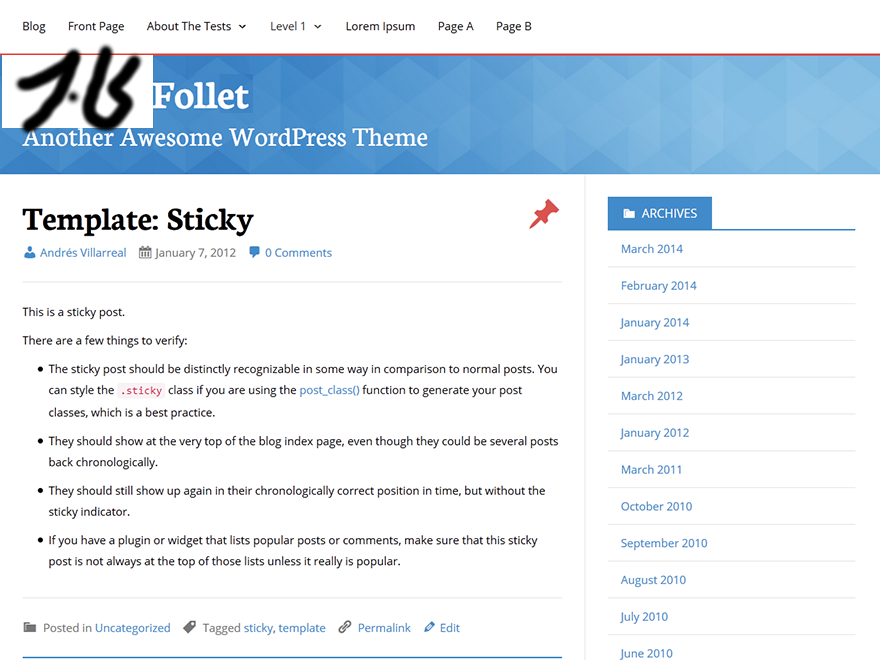 Blog Front Page About The Tests Level 1 Lorem Ipsum Page A Page B
Follet
Another Awesome WordPress Theme
Template: Sticky
Andrés Villarreal January 7, 2012 0 Comments
This is a sticky post.
There are a few things to verify:
The sticky post should be distinctly recognizable in some way in comparison to normal posts. You
can style the .sticky class if you are using the post_class() function to generate your post
classes, which is a best practice.
They should show at the very top of the blog index page, even though they could be several posts
back chronologically.
They should still show up again in their chronologically correct position in time, but without the
sticky indicator.
If you have a plugin or widget that lists popular posts or comments, make sure that this sticky
post is not always at the top of those lists unless it really is popular.
Posted in Uncategorized Tagged sticky, template Permalink Edit
ARCHIVES
March 2014
February 2014
January 2014
January 2013
March 2012
January 2012
March 2011
October 2010
September 2010
August 2010
July 2010
June 2010